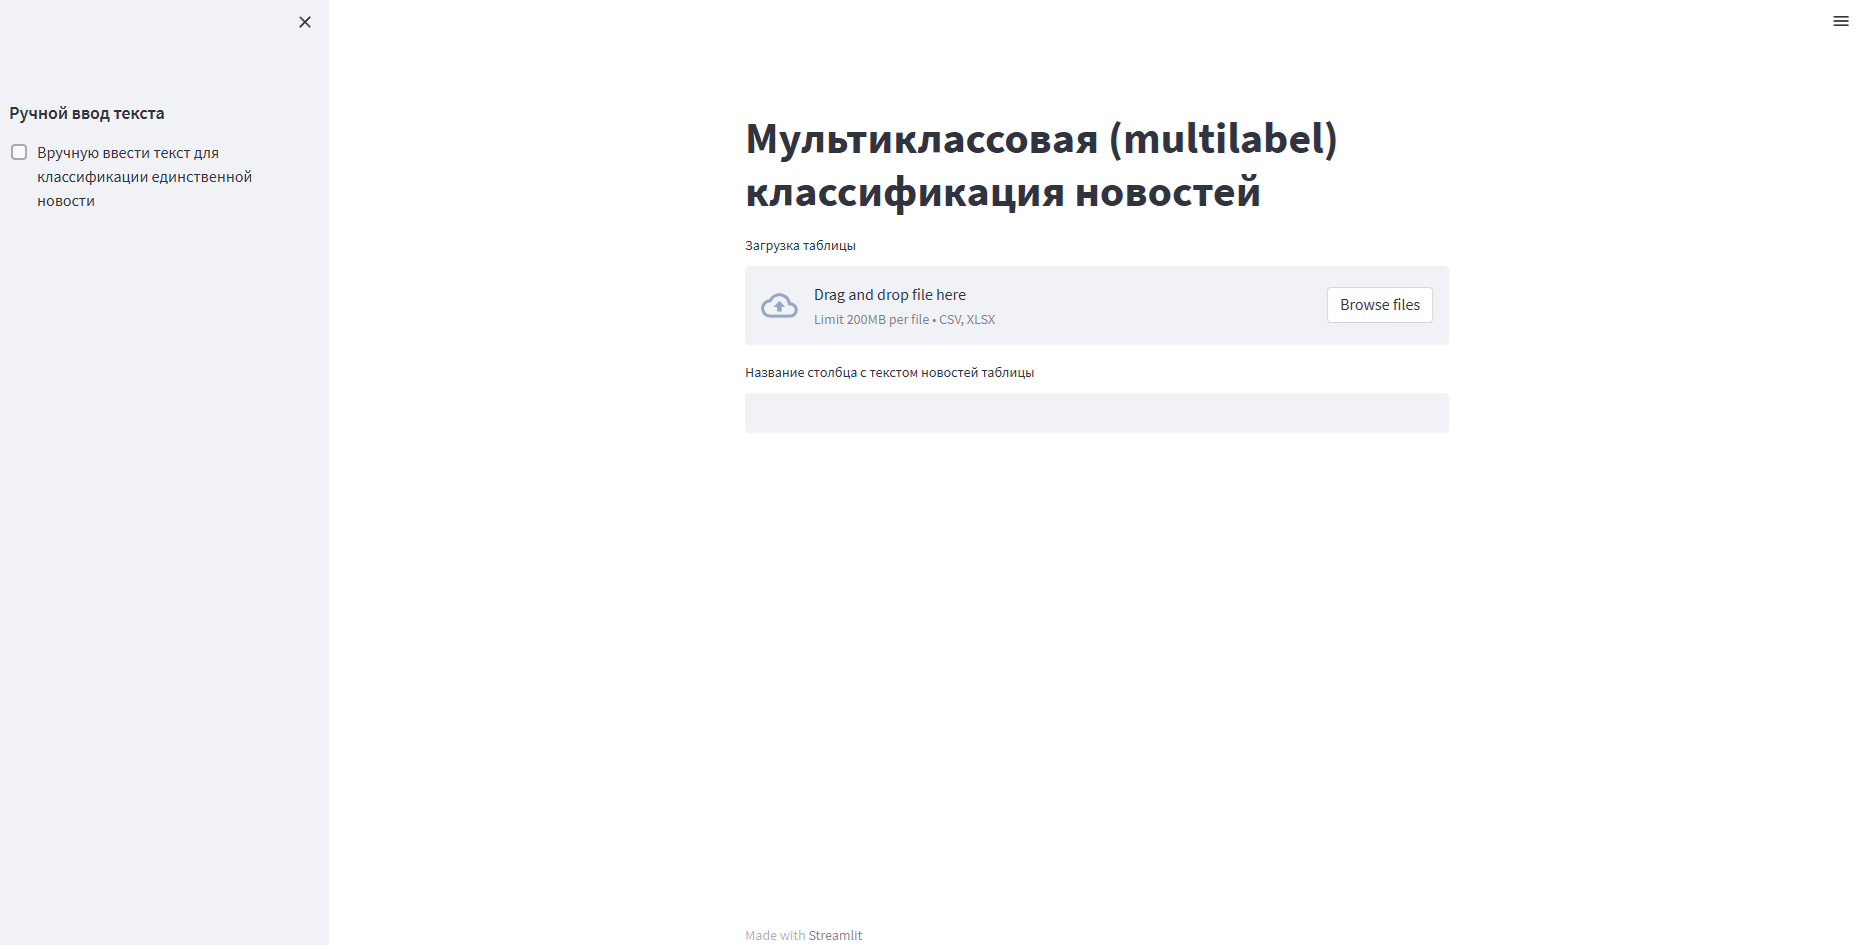 Ручной ввод текста
Вручную ввести текст для
классификации единственной
новости
Мультиклассовая (multilabel)
классификация новостей
Загрузка таблицы
Drag and drop file here
Limit 200MB per file • CSV, XLSX
Browse files
Название столбца с текстом новостей таблицы
Made with Streamlit